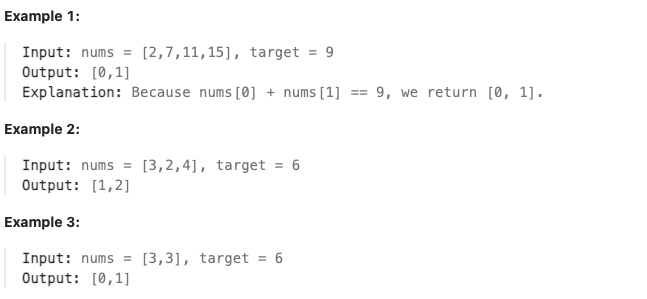 Example 1:
Input: nums = [2,7,11,15], target = 9
Output: [0,1]
Explanation: Because nums[0] + nums[1] == 9, we return [0, 1].
Example 2:
Input: nums = [3,2,4], target = 6
Output: [1,2]
Example 3:
Input: nums = [3,3], target = 6
Output: [0,1]